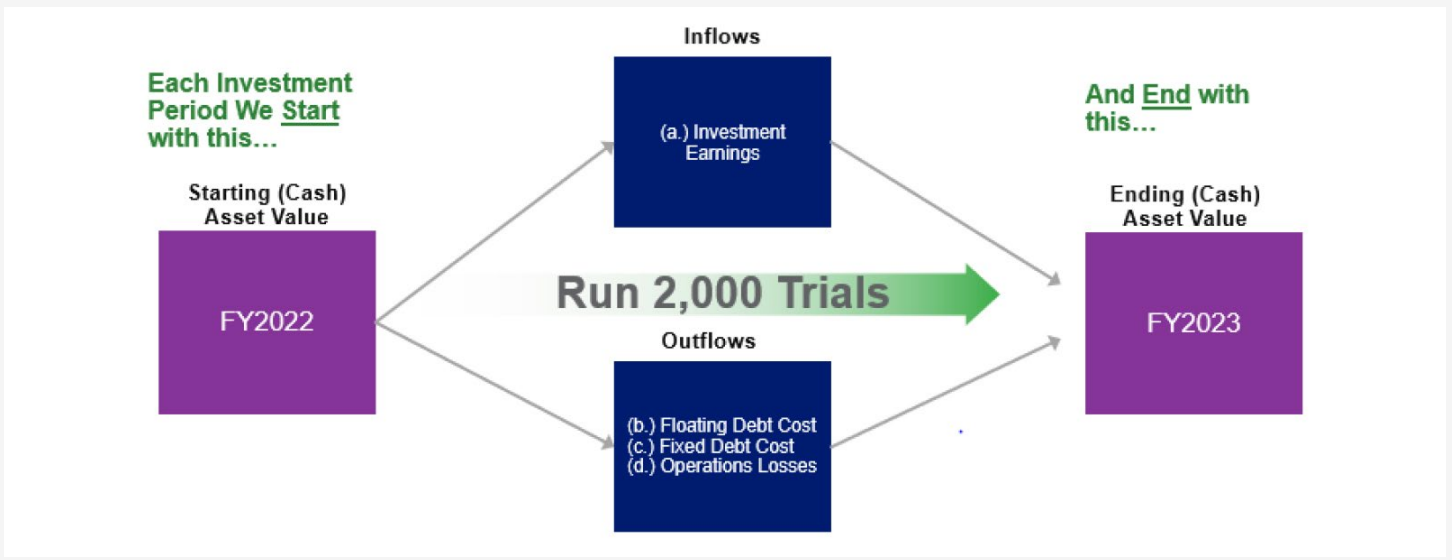 Each Investment
Period We Start
with this…
Starting (Cash)
Asset Value
FY2022
Inflows
(a.) Investment
Earnings
Run 2,000 Trials
Outflows
(b.) Floating Debt Cost
(c.) Fixed Debt Cost
(d.) Operations Losses
And End with
this…
Ending (Cash)
Asset Value
FY2023